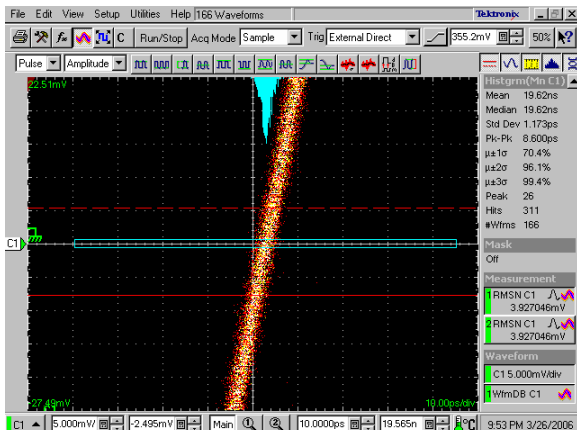 File Edit View Setup Utilities Help 166 Waveforms Tektronix
C Run/Stop Acq Mode Sample Trig External Direct 355.2mV 50%
Pulse Amplitude
22.51mV
C1
-27.49mV 10.00ps/div
Histgrm(Mn C1)
Mean 19.62ns
Median 19.62ns
Std Dev 1.173ps
Pk-Pk 8.600ps
µ±1σ 70.4%
µ±2σ 96.1%
µ±3σ 99.4%
Peak 26
Hits 311
#Wfms 166
Mask
Off
Measurement
1 RMSN C1
3.927046mV
2 RMSN C1
3.927046mV
Waveform
C1 5.000mV/div
1 WfmDB C1
C1 5.000mV/ -2.495mV Main 1 2 10.0000ps 19.565n °C 9:53 PM 3/26/2006